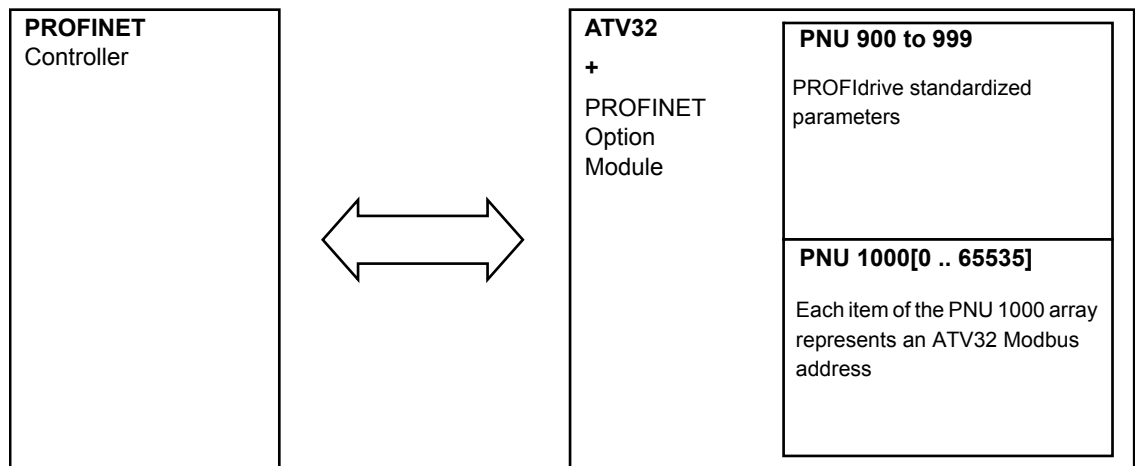 PROFINET
Controller
ATV32
+
PROFINET
Option
Module
PNU 900 to 999
PROFIdrive standardized
parameters
PNU 1000[0 .. 65535]
Each item of the PNU 1000 array
represents an ATV32 Modbus
address